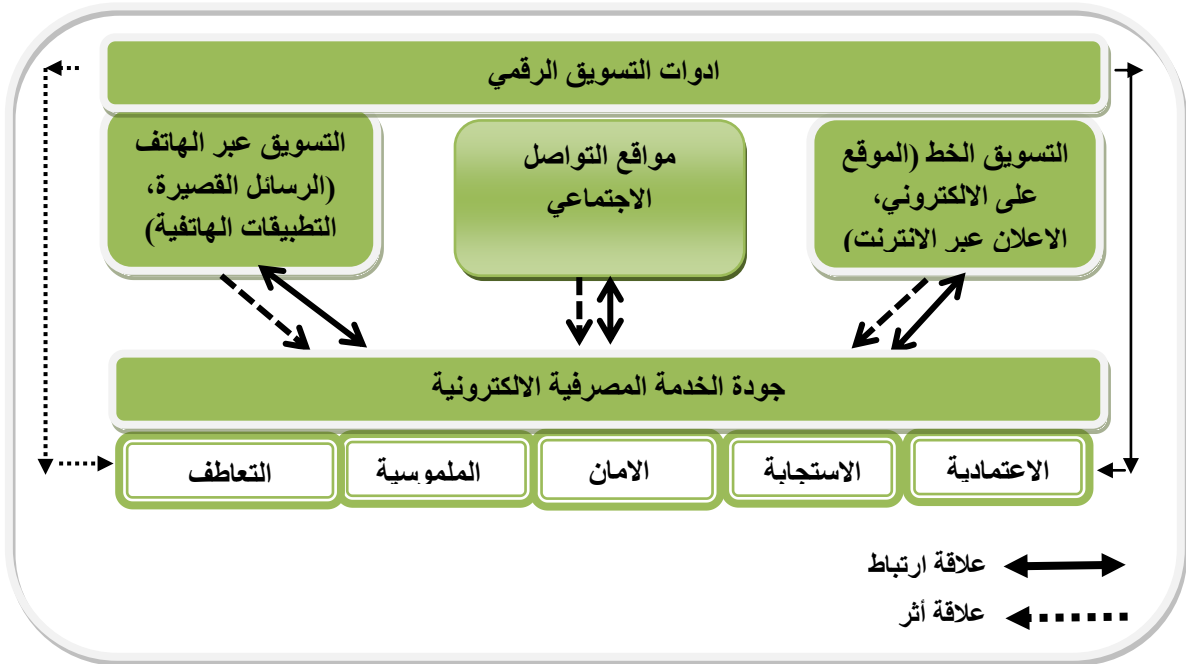 ادوات التسويق الرقمي
التسويق الخط (الموقع
على الالكتروني،
الاعلان عبر الانترنت)
مواقع التواصل
الاجتماعي
التسويق عبر الهاتف
(الرسائل القصيرة،
التطبيقات الهاتفية)
جودة الخدمة المصرفية الالكترونية
الاعتمادية
الاستجابة
الامان
الملموسية
التعاطف
علاقة ارتباط
علاقة أثر